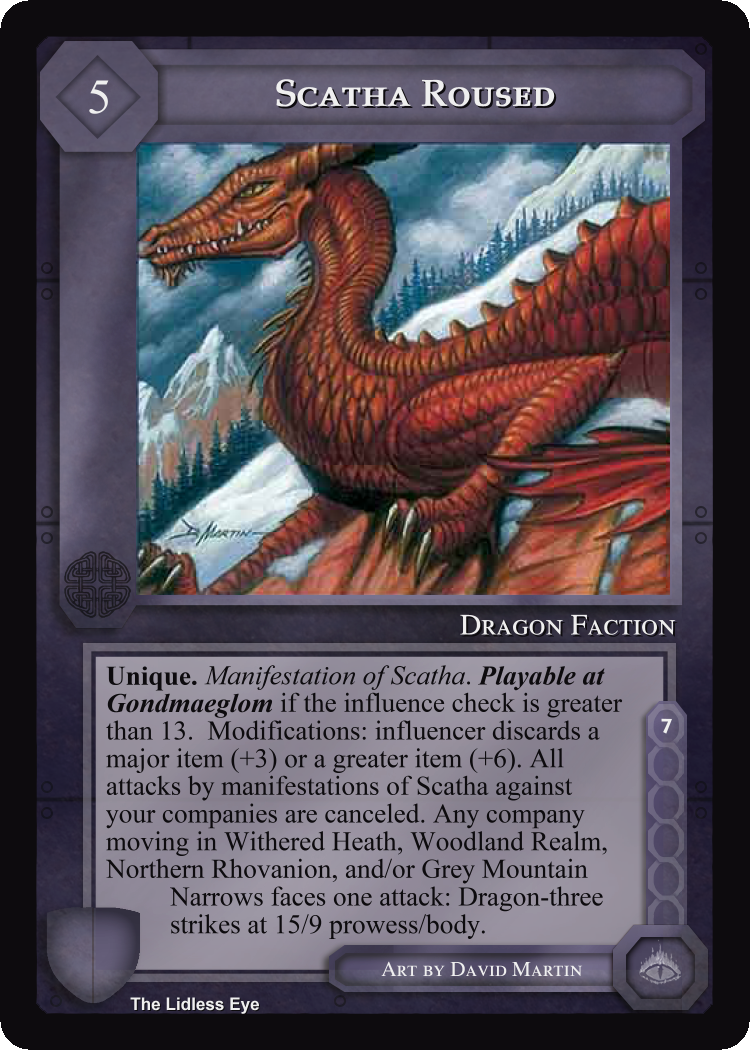 5
Scatha Roused
D. Martin
Dragon Faction
Unique. Manifestation of Scatha. Playable at
Gondmaeglom if the influence check is greater
than 13. Modifications: influencer discards a
major item (+3) or a greater item (+6). All
attacks by manifestations of Scatha against
your companies are canceled. Any company
moving in Withered Heath, Woodland Realm,
Northern Rhovanion, and/or Grey Mountain
Narrows faces one attack: Dragon-three
strikes at 15/9 prowess/body.
7
Art by David Martin
The Lidless Eye